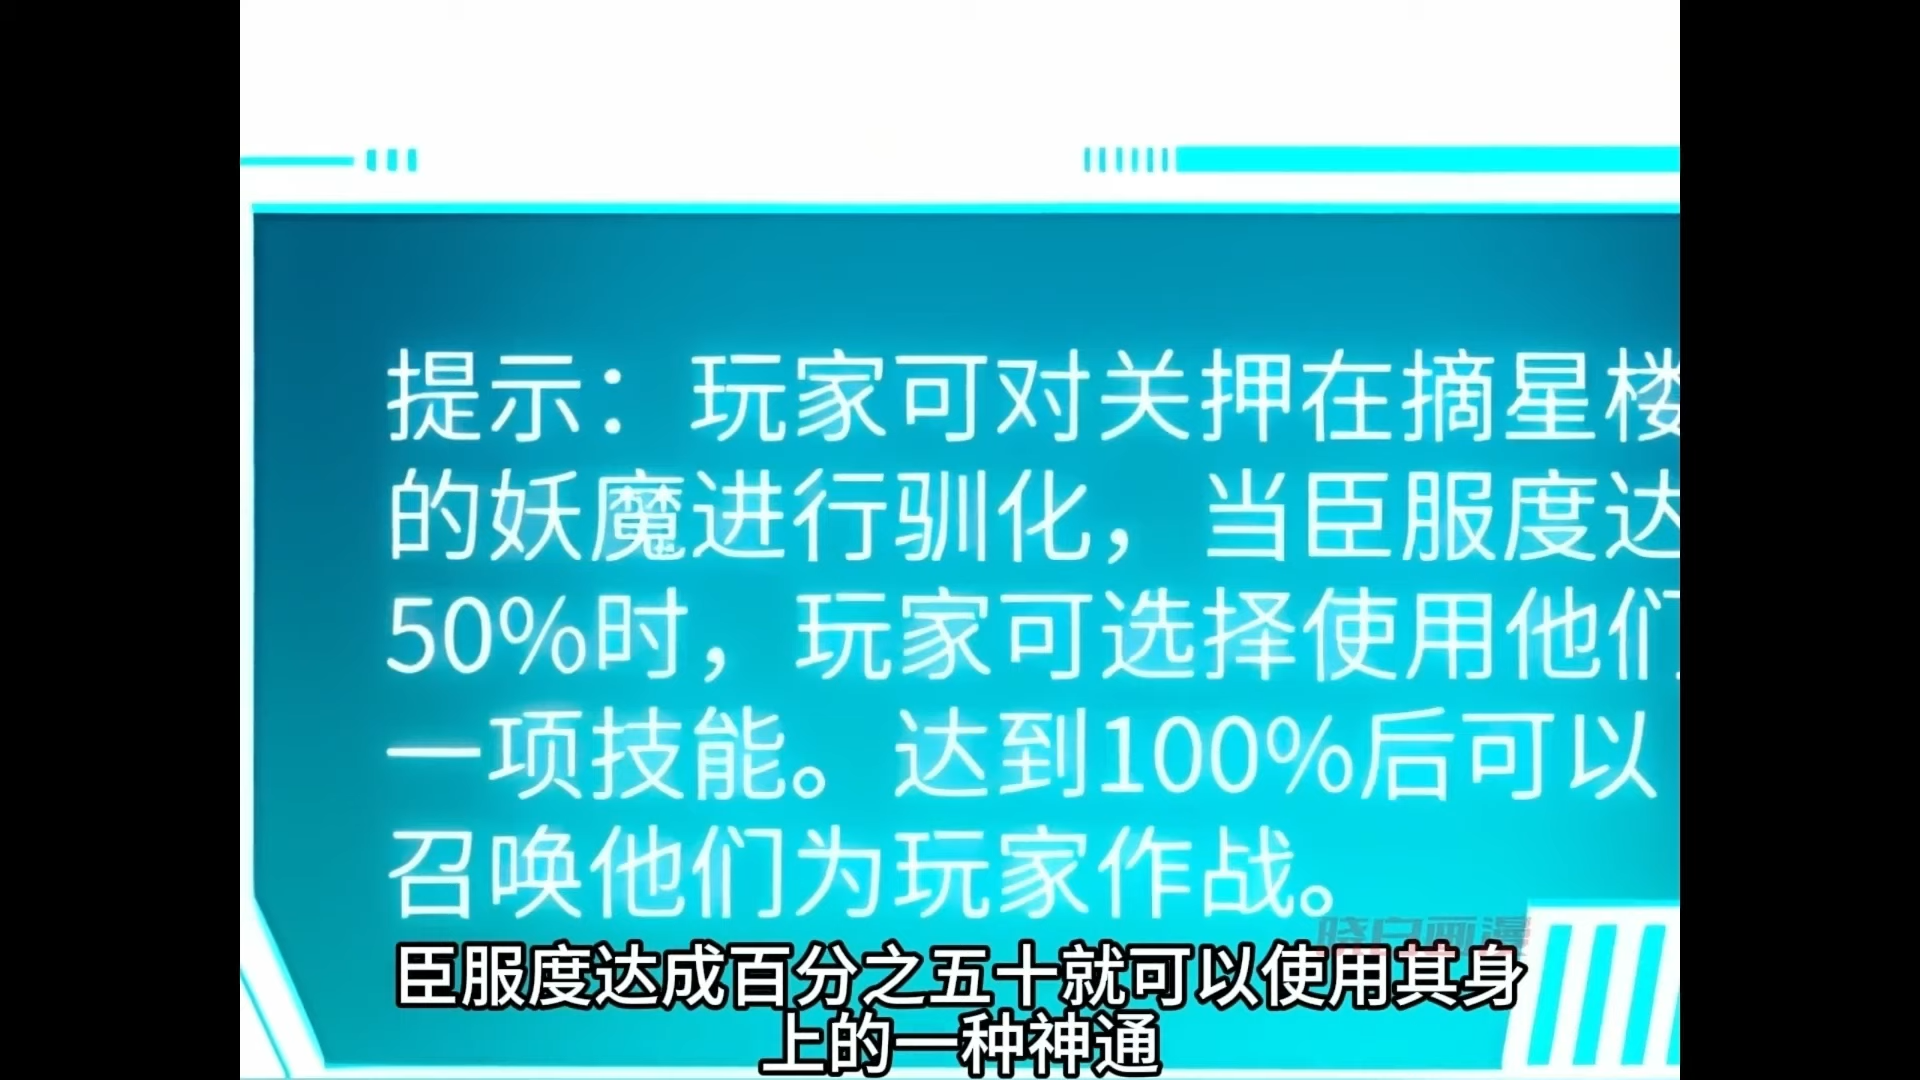 提示：玩家可对关押在摘星楼
的妖魔进行驯化，当臣服度达
50%时，玩家可选择使用他们
一项技能。达到100%后可以
召唤他们为玩家作战。
晓白画漫
臣服度达成百分之五十就可以使用其身
上的一种神通